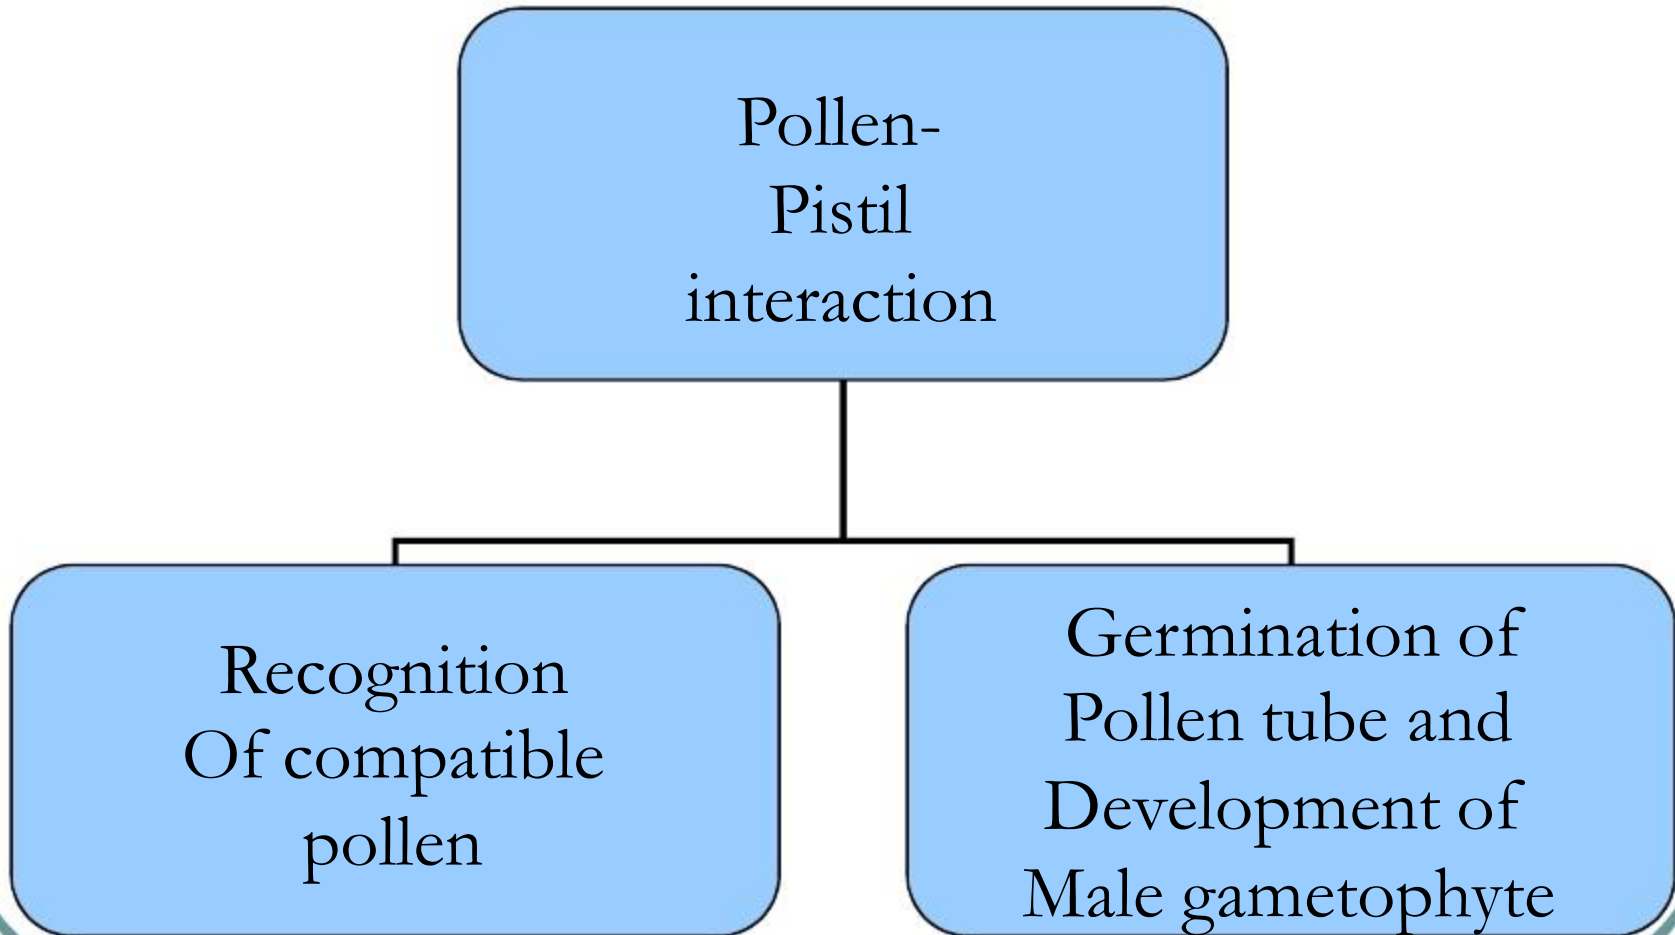 Pollen-
Pistil
interaction
Recognition
Of compatible
pollen
Germination of
Pollen tube and
Development of
Male gametophyte